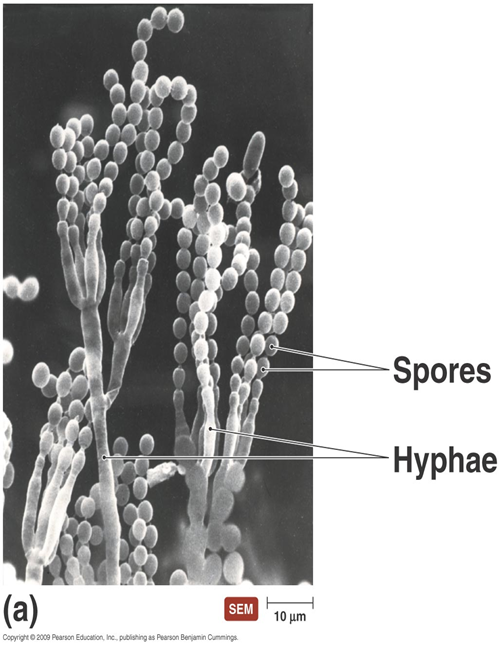 Spores
Hyphae
(a)
SEM
10 μm
Copyright © 2009 Pearson Education, Inc., publishing as Pearson Benjamin Cummings.